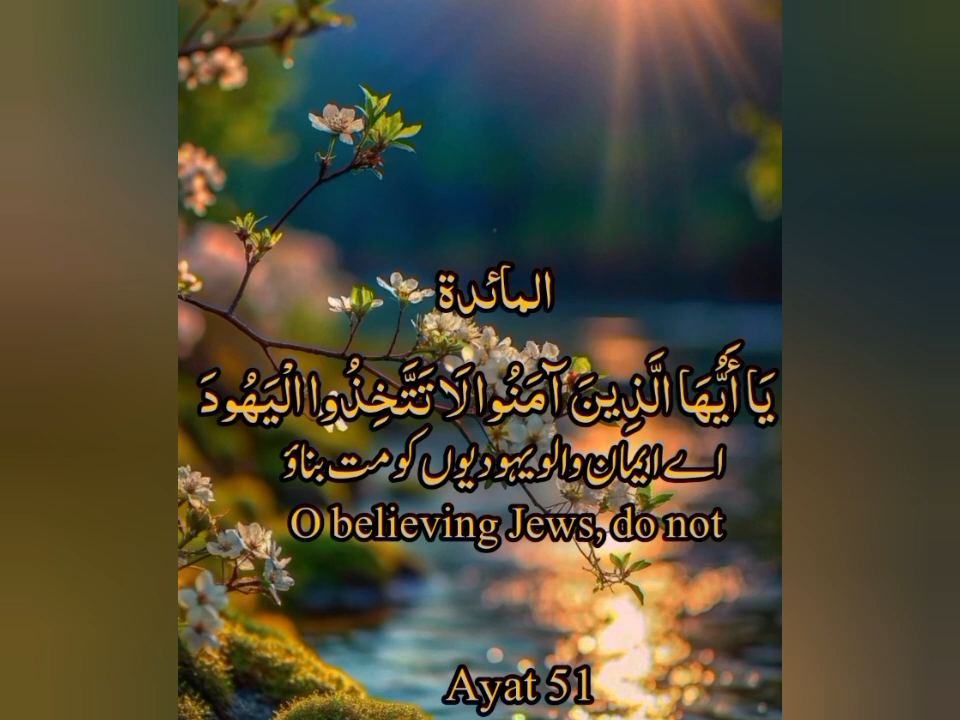 المائدة
يَا أَيُّهَا الَّذِينَ آمَنُوا لَا تَتَّخِذُوا الْيَهُودَ
اے ایمان والو یہودیوں کو مت بناؤ
O believing Jews, do not
Ayat 51